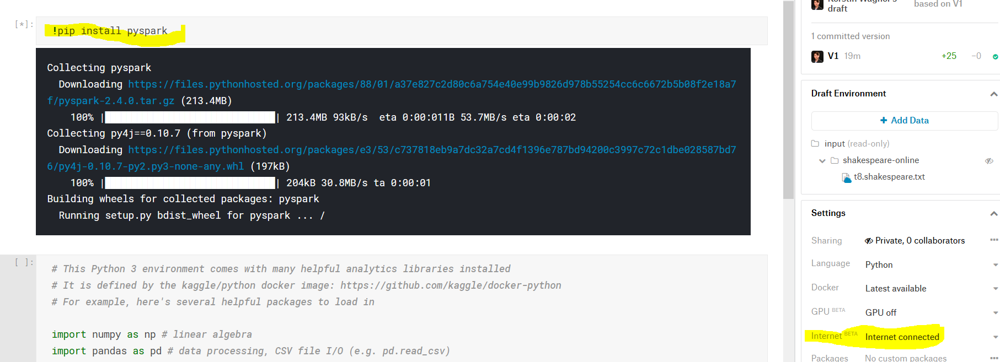 [*]:
!pip install pyspark
Collecting pyspark
Downloading https://files.pythonhosted.org/packages/88/01/a37e827c2d80c6a754e40e99b9826d978b55254cc6c6672b5b08f2e18a7
f/pyspark-2.4.0.tar.gz (213.4MB)
100% || 213.4MB 93kB/s eta 0:00:011B 53.7MB/s eta 0:00:02
Collecting py4j==0.10.7 (from pyspark)
Downloading https://files.pythonhosted.org/packages/e3/53/c737818eb9a7dc32a7cd4f1396e787bd94200c3997c72c1dbe028587bd7
6/py4j-0.10.7-py2.py3-none-any.whl (197kB)
100% || 204kB 30.8MB/s ta 0:00:01
Building wheels for collected packages: pyspark
Running setup.py bdist_wheel for pyspark ... /
[ ]:
# This Python 3 environment comes with many helpful analytics libraries installed
# It is defined by the kaggle/python docker image: https://github.com/kaggle/docker-python
# For example, here's several helpful packages to load in
import numpy as np # linear algebra
import pandas as pd # data processing, CSV file I/O (e.g. pd.read_csv)
Kerstin Wagner's
draft
based on V1
1 committed version
V1 19m +25 −0
Draft Environment
+ Add Data
input (read-only)
shakespeare-online
t8.shakespeare.txt
Settings
Sharing Private, 0 collaborators ...
Language Python
Docker Latest available
GPU BETA GPU off
Internet BETA Internet connected
Packages No custom packages ...